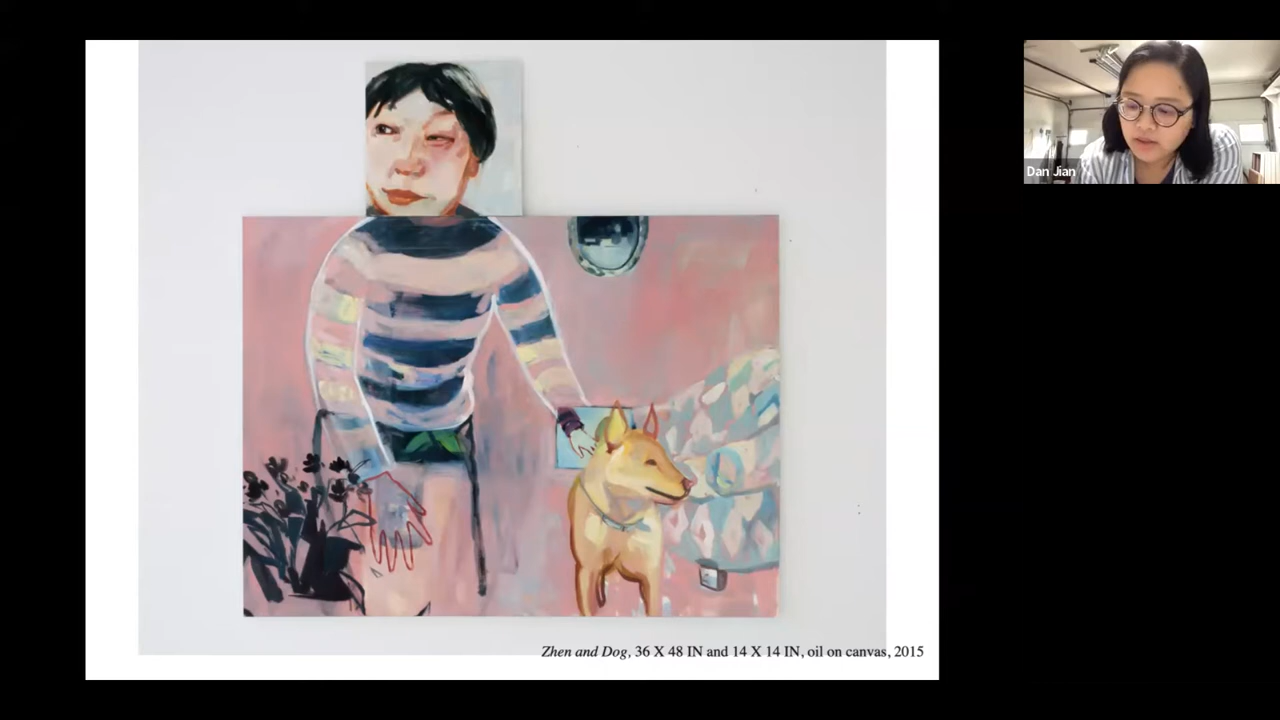 Dan Jian
Zhen and Dog, 36 X 48 IN and 14 X 14 IN, oil on canvas, 2015